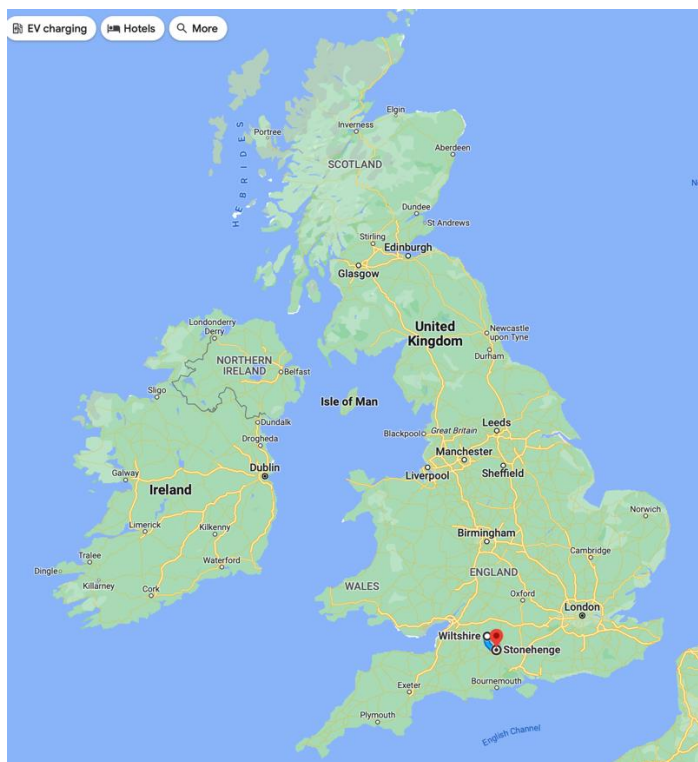 EV charging
Hotels
More
Elgin
Inverness
Portree
HEBRIDES
Aberdeen
SCOTLAND
Dundee
St Andrews
Stirling
Edinburgh
Glasgow
Londonderry
Derry
United
Kingdom
Newcastle
upon Tyne
Durham
NORTHERN
IRELAND
Belfast
Sligo
Isle of Man
Dundalk
Drogheda
Blackpool
Great Britain
Leeds
Manchester
Dublin
Liverpool
Sheffield
Galway
Ireland
Norwich
Limerick
Kilkenny
Birmingham
Cambridge
Tralee
Dingle
Waterford
Killarney
Cork
WALES
ENGLAND
Oxford
London
Wiltshire
Stonehenge
Bournemouth
Exeter
Plymouth
English Channel